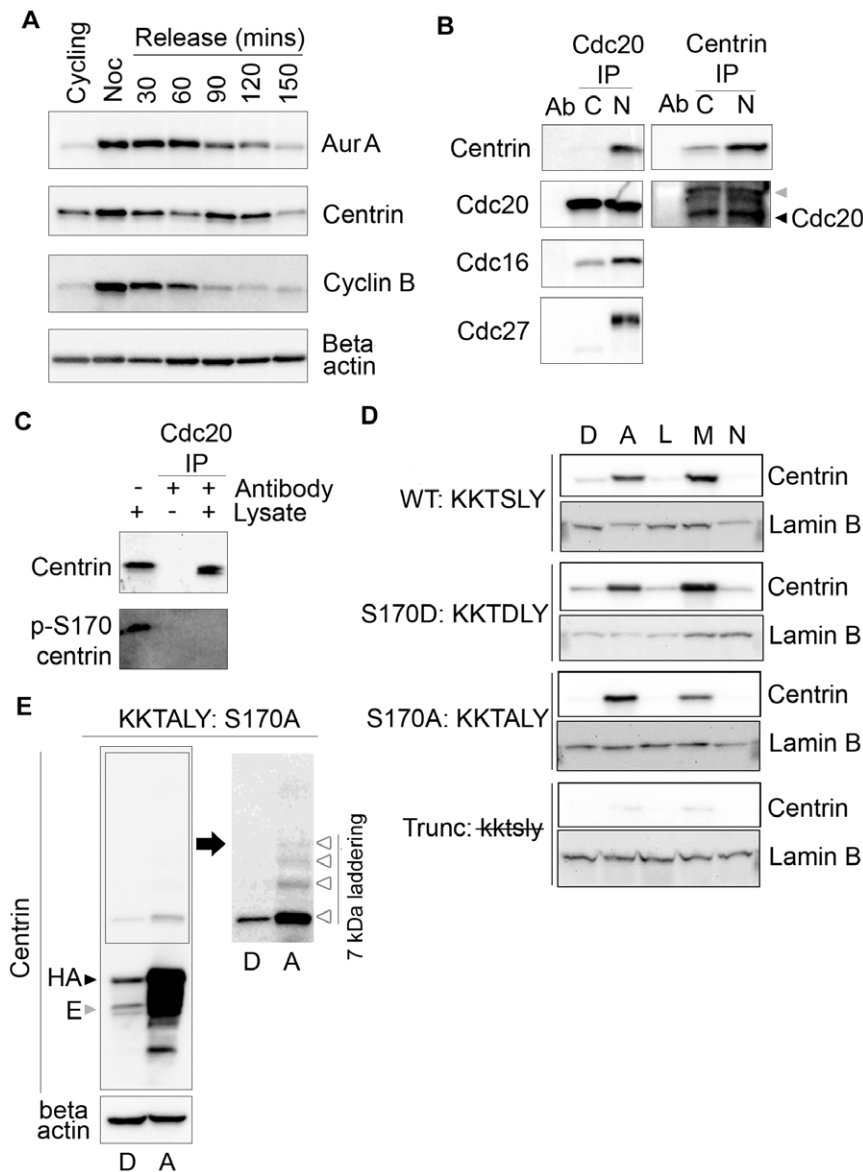 A
Release (mins)
Cycling Noc 30 60 90 120 150
Aur A
Centrin
Cyclin B
Beta
actin
B
Cdc20 Centrin
IP IP
Ab C N Ab C N
Centrin
Cdc20 Cdc20
Cdc16
Cdc27
C
Cdc20
IP
- + + Antibody
+ - + Lysate
Centrin
p-S170
centrin
D
D A L M N
WT: KKTSLY
Centrin
Lamin B
S170D: KKTDLY
Centrin
Lamin B
S170A: KKTALY
Centrin
Lamin B
Trunc: kktsly
Centrin
Lamin B
E
KKTALY: S170A
Centrin
HA
E
7 kDa laddering
D A
beta
actin
D A